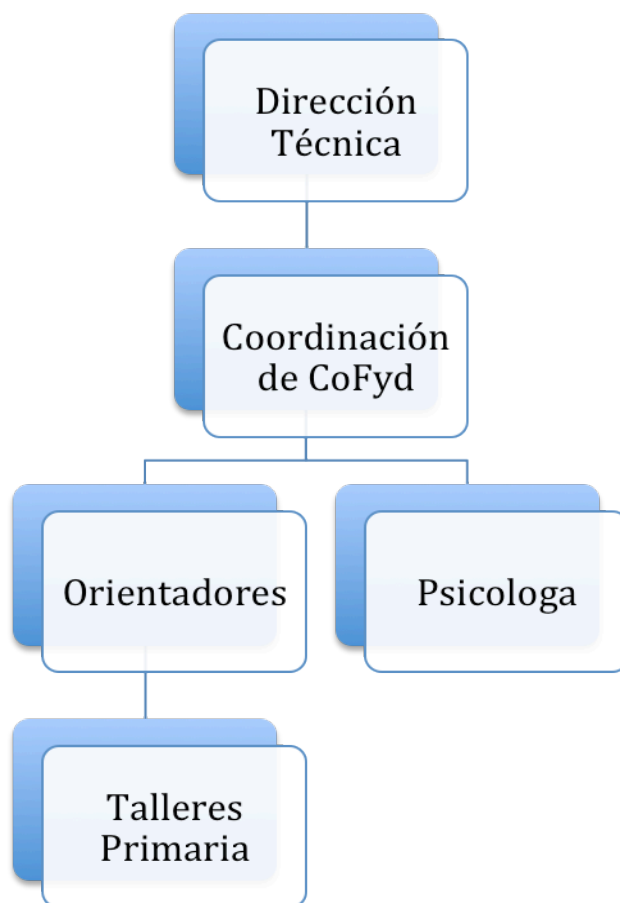 Dirección
Técnica
Coordinación
de CoFyd
Orientadores
Psicologa
Talleres
Primaria